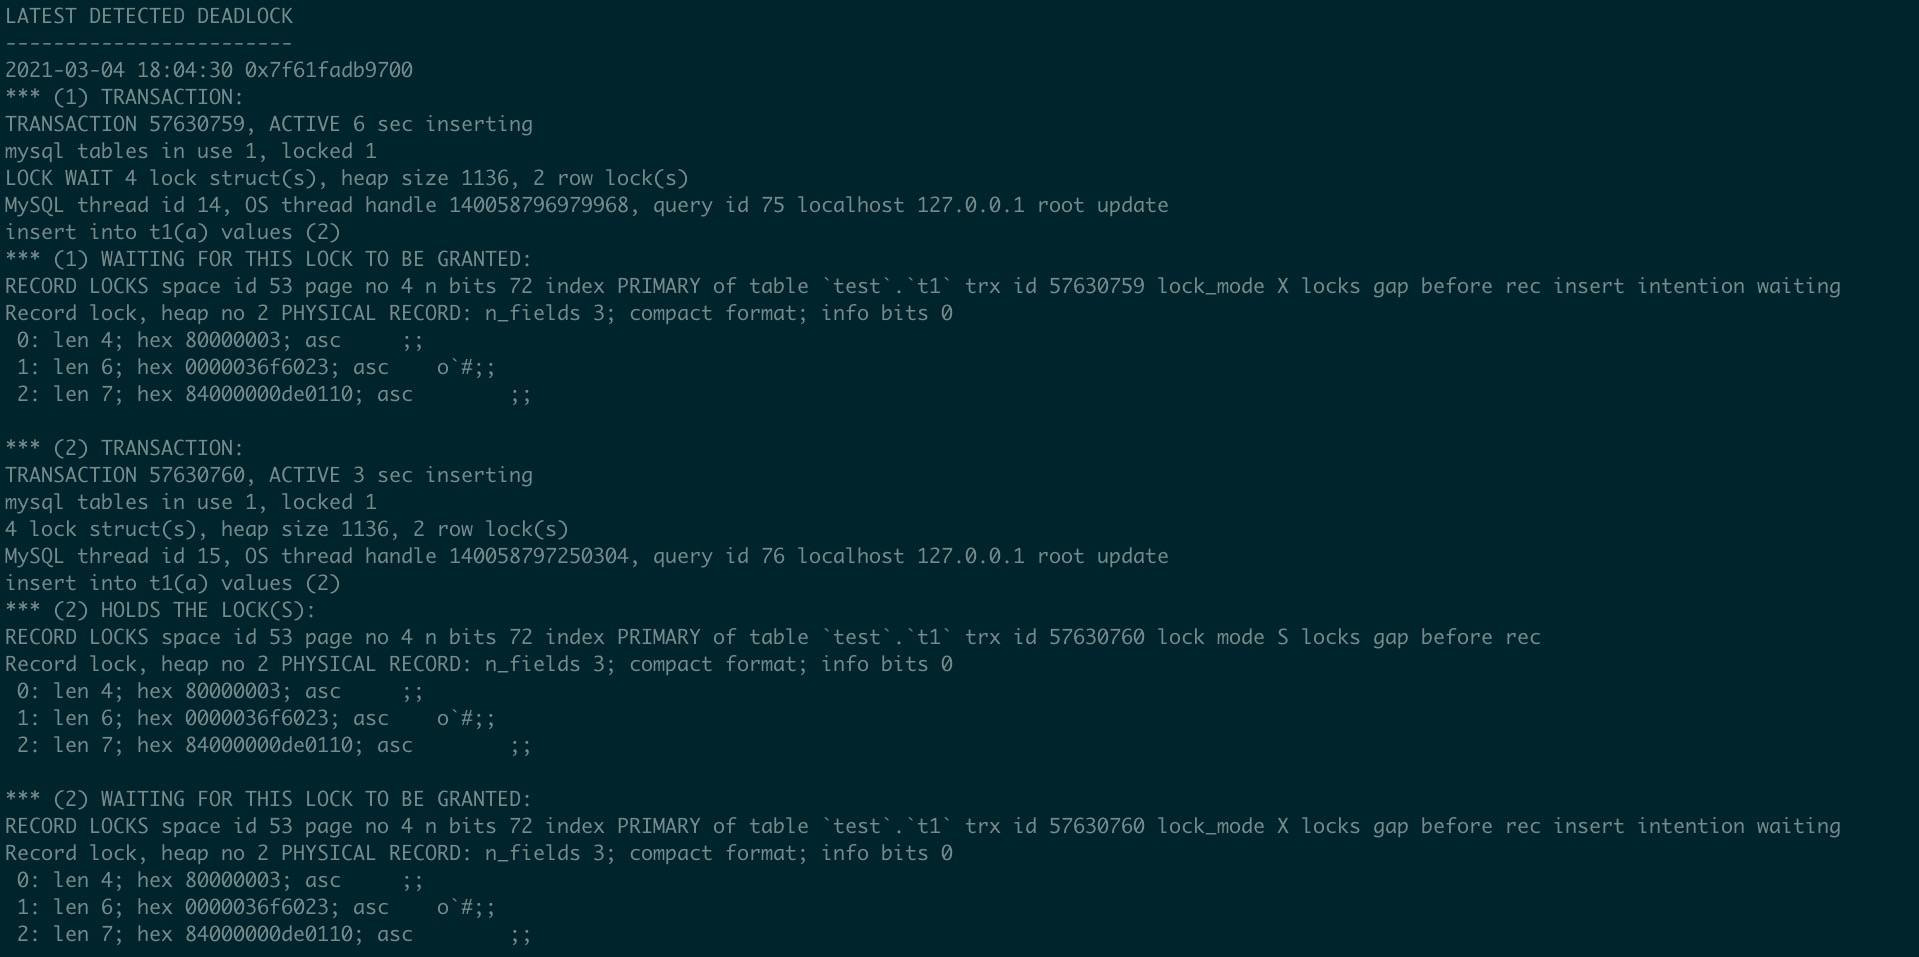 LATEST DETECTED DEADLOCK
------------------------
2021-03-04 18:04:30 0x7f61fadb9700
*** (1) TRANSACTION:
TRANSACTION 57630759, ACTIVE 6 sec inserting
mysql tables in use 1, locked 1
LOCK WAIT 4 lock struct(s), heap size 1136, 2 row lock(s)
MySQL thread id 14, OS thread handle 140058796979968, query id 75 localhost 127.0.0.1 root update
insert into t1(a) values (2)
*** (1) WAITING FOR THIS LOCK TO BE GRANTED:
RECORD LOCKS space id 53 page no 4 n bits 72 index PRIMARY of table `test`.`t1` trx id 57630759 lock_mode X locks gap before rec insert intention waiting
Record lock, heap no 2 PHYSICAL RECORD: n_fields 3; compact format; info bits 0
 0: len 4; hex 80000003; asc     ;;
 1: len 6; hex 0000036f6023; asc    o`#;;
 2: len 7; hex 84000000de0110; asc        ;;

*** (2) TRANSACTION:
TRANSACTION 57630760, ACTIVE 3 sec inserting
mysql tables in use 1, locked 1
4 lock struct(s), heap size 1136, 2 row lock(s)
MySQL thread id 15, OS thread handle 140058797250304, query id 76 localhost 127.0.0.1 root update
insert into t1(a) values (2)
*** (2) HOLDS THE LOCK(S):
RECORD LOCKS space id 53 page no 4 n bits 72 index PRIMARY of table `test`.`t1` trx id 57630760 lock mode S locks gap before rec
Record lock, heap no 2 PHYSICAL RECORD: n_fields 3; compact format; info bits 0
 0: len 4; hex 80000003; asc     ;;
 1: len 6; hex 0000036f6023; asc    o`#;;
 2: len 7; hex 84000000de0110; asc        ;;

*** (2) WAITING FOR THIS LOCK TO BE GRANTED:
RECORD LOCKS space id 53 page no 4 n bits 72 index PRIMARY of table `test`.`t1` trx id 57630760 lock_mode X locks gap before rec insert intention waiting
Record lock, heap no 2 PHYSICAL RECORD: n_fields 3; compact format; info bits 0
 0: len 4; hex 80000003; asc     ;;
 1: len 6; hex 0000036f6023; asc    o`#;;
 2: len 7; hex 84000000de0110; asc        ;;